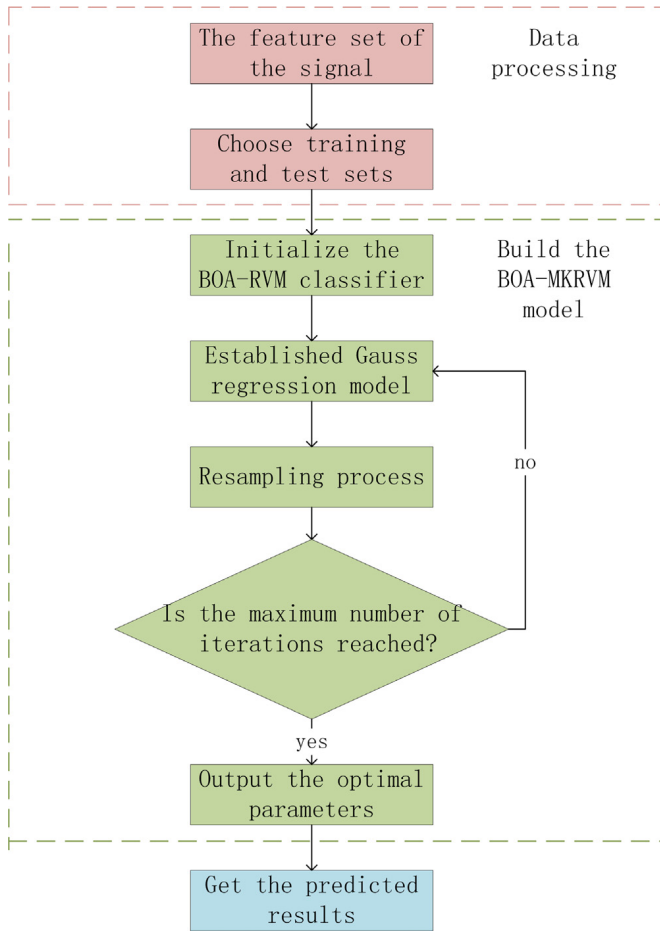 The feature set of
the signal
Data
processing
Choose training
and test sets
Initialize the
BOA-RVM classifier
Build the
BOA-MKRVM
model
Established Gauss
regression model
Resampling process
no
Is the maximum number of
iterations reached?
yes
Output the optimal
parameters
Get the predicted
results